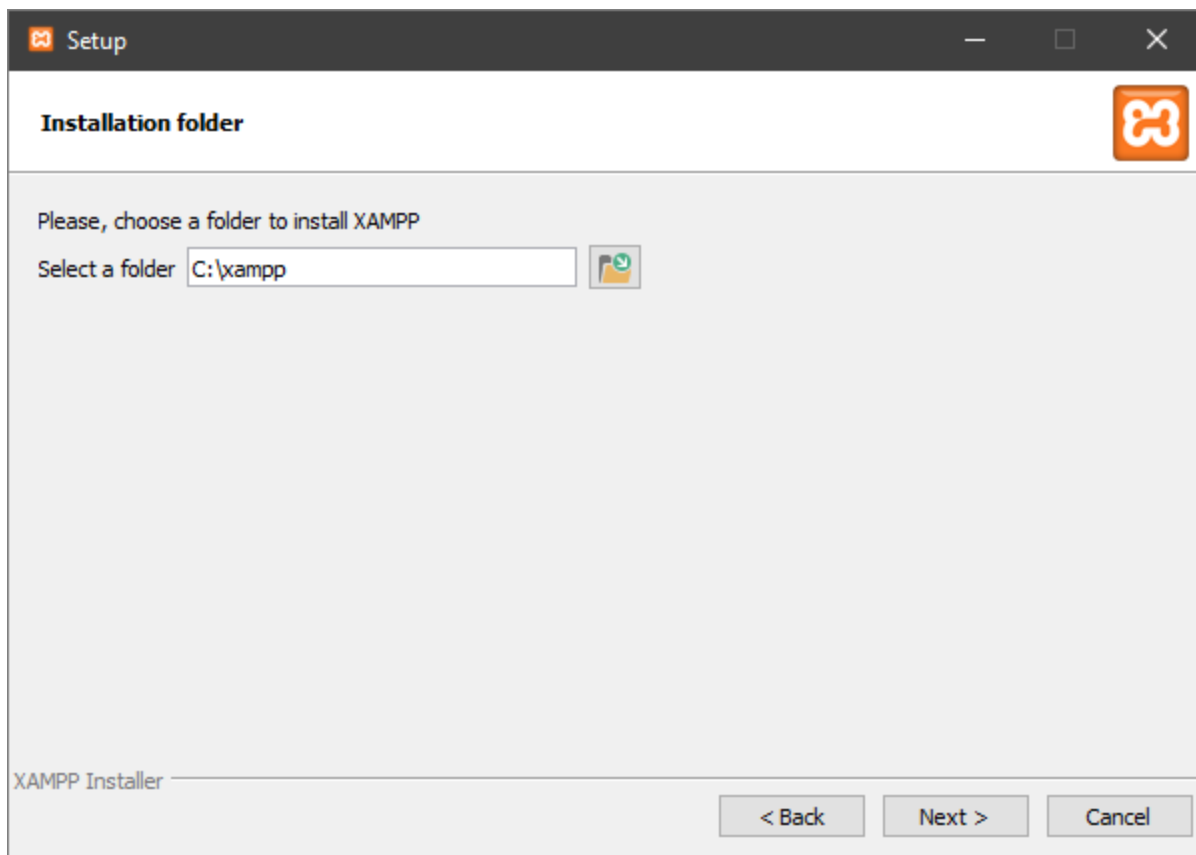 Setup
Installation folder
Please, choose a folder to install XAMPP
Select a folder C:\xampp
XAMPP Installer
< Back Next > Cancel